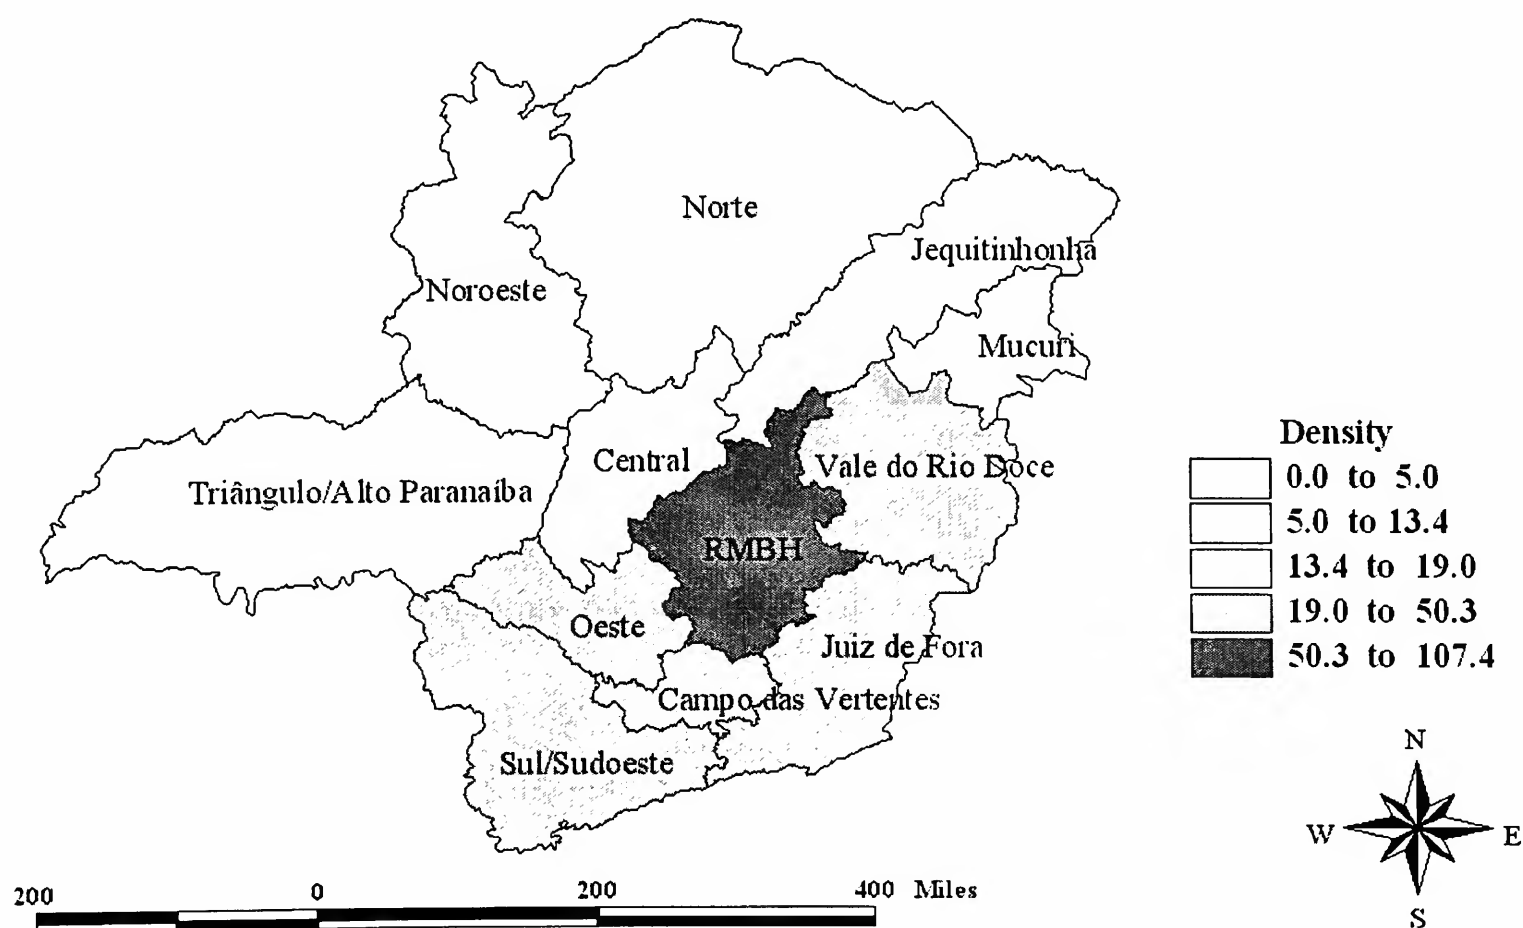 Norte
Jequitinhonha
Noroeste
Mucuri
Central
Vale do Rio Doce
Triângulo/Alto Paranaíba
RMBH
Oeste
Juiz de Fora
Campo das Vertentes
Sul/Sudoeste
Density
0.0 to 5.0
5.0 to 13.4
13.4 to 19.0
19.0 to 50.3
50.3 to 107.4
N
W E
S
200 0 200 400 Miles